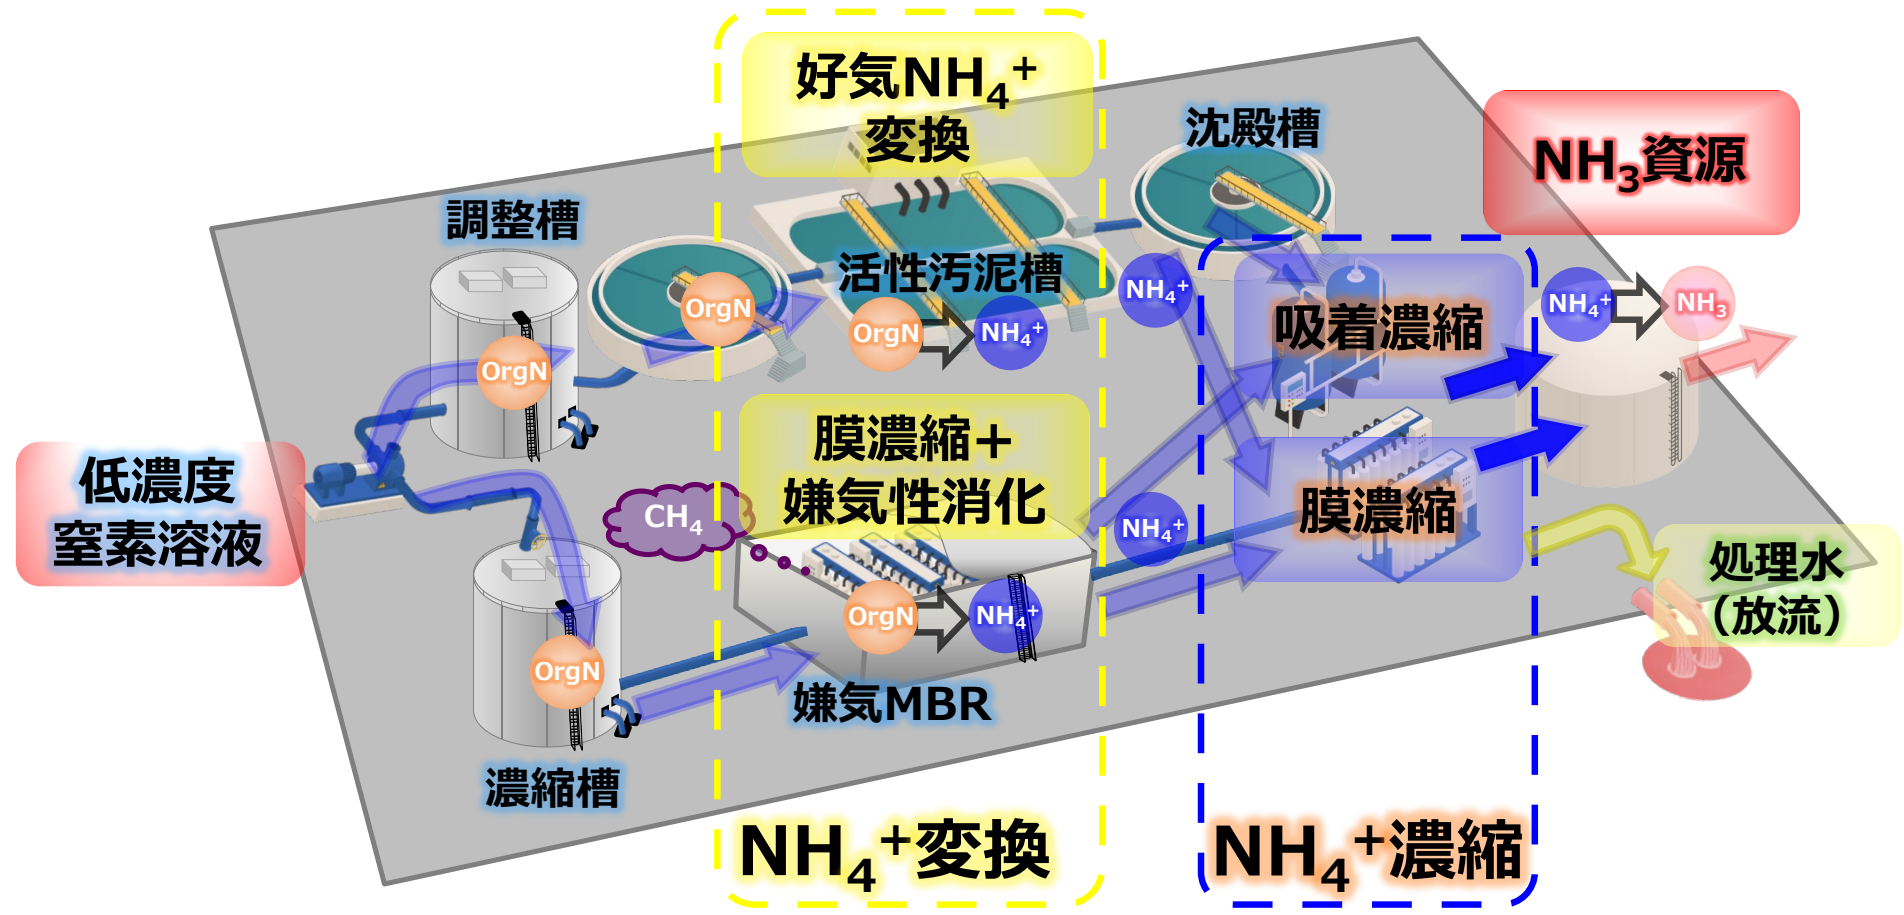 好気NH₄⁺
変換
沈殿槽
NH₃資源
調整槽
活性汚泥槽
OrgN
OrgN
NH₄⁺
NH₄⁺
吸着濃縮
NH₄⁺
NH₃
OrgN
低濃度
窒素溶液
膜濃縮+
嫌気性消化
CH₄
NH₄⁺
膜濃縮
処理水
(放流)
OrgN
NH₄⁺
OrgN
嫌気MBR
濃縮槽
NH₄⁺変換
NH₄⁺濃縮